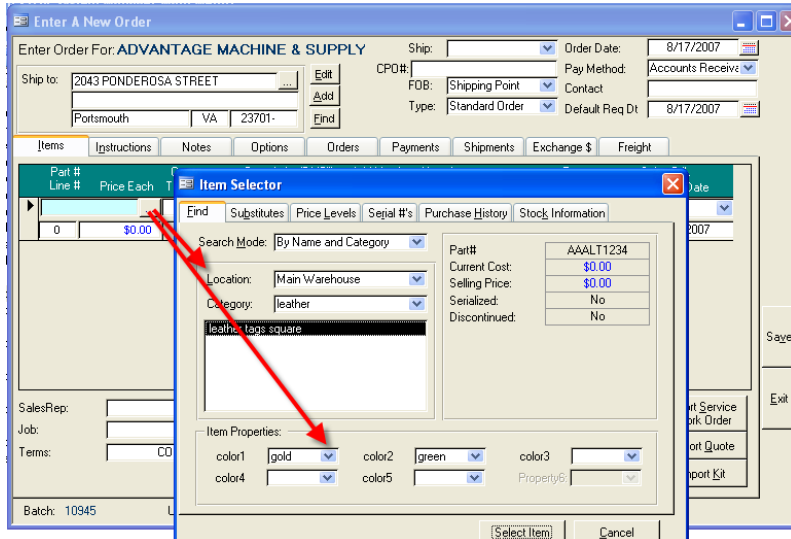 Enter A New Order
Enter Order For: ADVANTAGE MACHINE & SUPPLY Ship: Order Date: 8/17/2007
CPO#: Pay Method: Accounts Receiva
Ship to: 2043 PONDEROSA STREET ... Edit FOB: Shipping Point Contact
Add Type: Standard Order Default Req Dt 8/17/2007
Portsmouth VA 23701- Find
Items Instructions Notes Options Orders Payments Shipments Exchange $ Freight
Part #
Line # Price Each Date
0 $0.00 2007
Item Selector
Find Substitutes Price Levels Serial #'s Purchase History Stock Information
Search Mode: By Name and Category
Location: Main Warehouse
Category: leather
leather tags square
Part# AAALT1234
Current Cost: $0.00
Selling Price: $0.00
Serialized: No
Discontinued: No
Item Properties:
color1 gold color2 green color3
color4 color5 Property6:
Select Item Cancel
Save
Exit
SalesRep:
Job:
Terms: CO
rt Service
ork Order
ort Quote
nport Kit
Batch: 10945